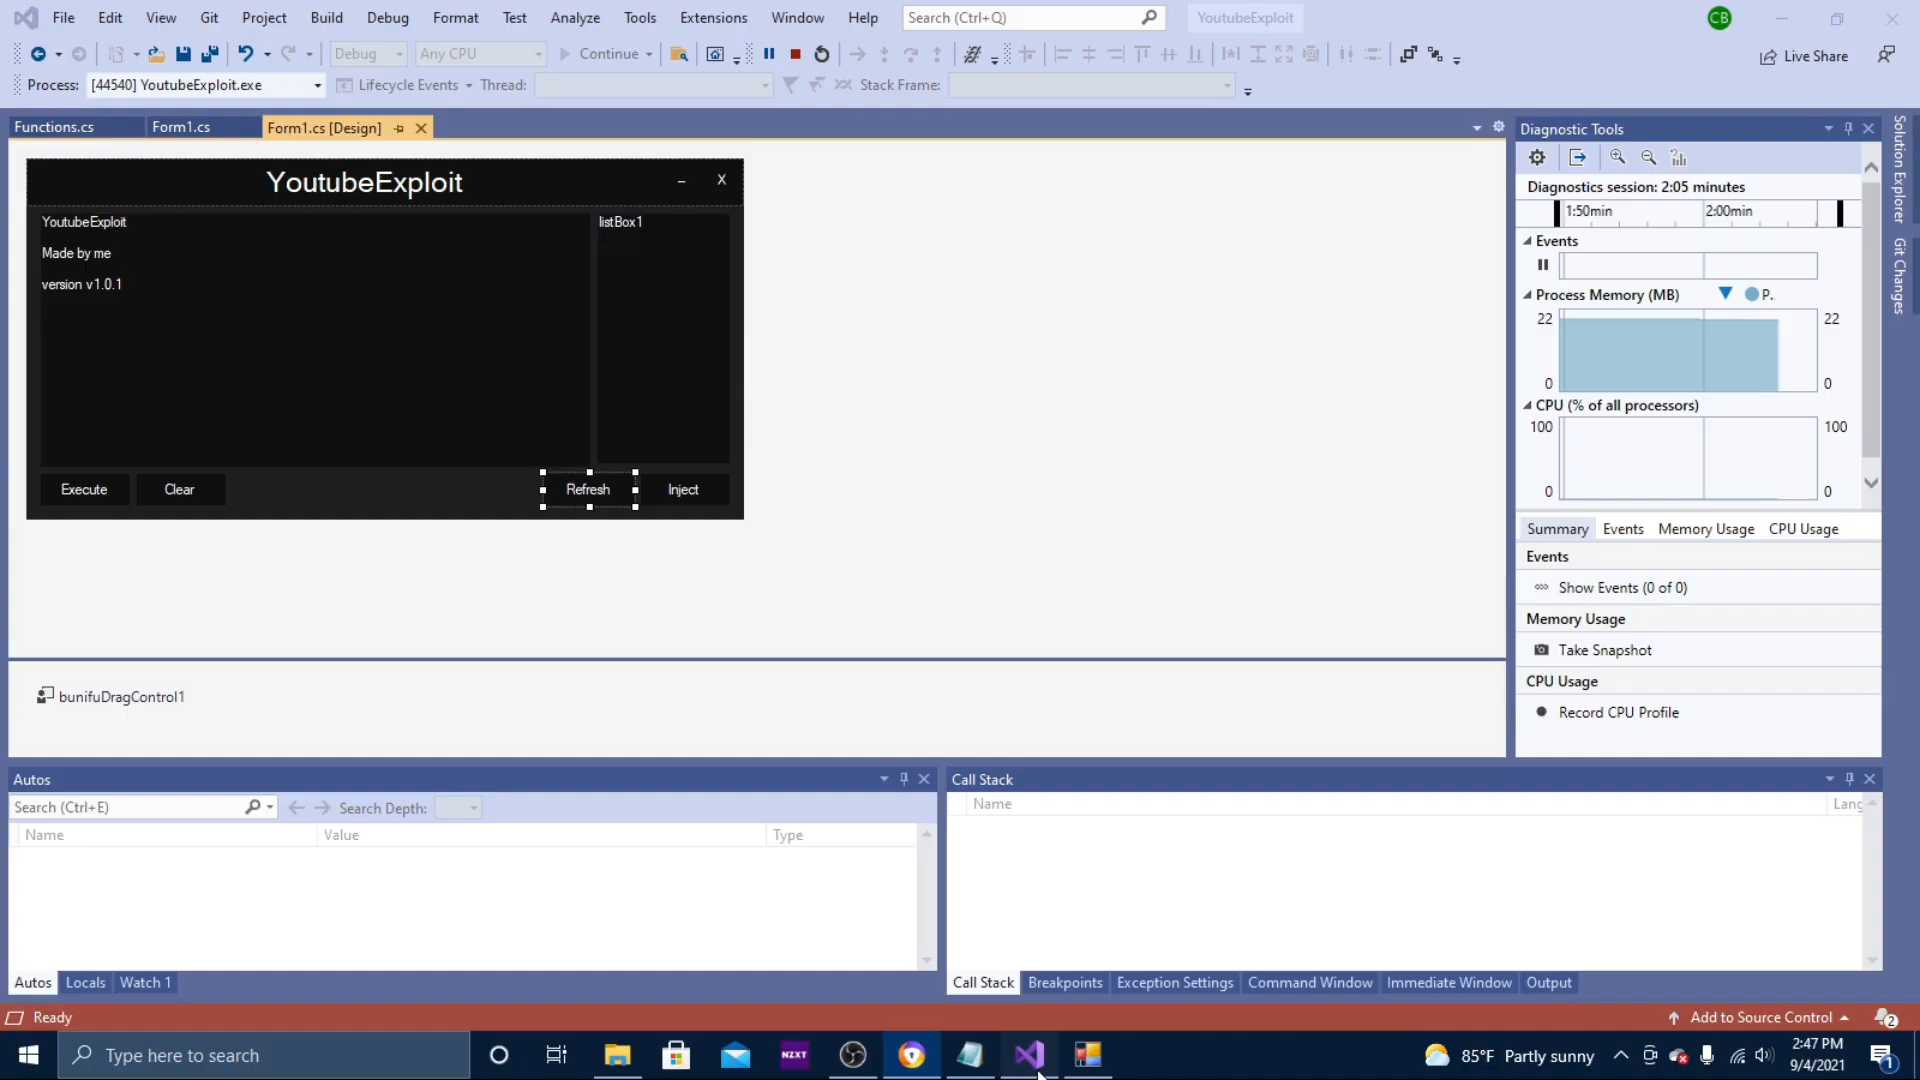 File Edit View Git Project Build Debug Format Test Analyze Tools Extensions Window Help Search (Ctrl+Q) YoutubeExploit CB
Debug Any CPU Continue Live Share
Process: [44540] YoutubeExploit.exe Lifecycle Events Thread: Stack Frame:
Functions.cs Form1.cs Form1.cs [Design]
YoutubeExploit – X
YoutubeExploit
Made by me
version v1.0.1
listBox1
Execute Clear Refresh Inject
bunifuDragControl1
Diagnostic Tools
Diagnostics session: 2:05 minutes
1:50min 2:00min
Events
Process Memory (MB) P.
22 22
0 0
CPU (% of all processors)
100 100
0 0
Summary Events Memory Usage CPU Usage
Events
Show Events (0 of 0)
Memory Usage
Take Snapshot
CPU Usage
Record CPU Profile
Solution Explorer
Git Changes
Autos
Search (Ctrl+E) Search Depth:
Name Value Type
Autos Locals Watch 1
Call Stack
Name Lang
Call Stack Breakpoints Exception Settings Command Window Immediate Window Output
Ready Add to Source Control 2
Type here to search NZXT 85°F Partly sunny 2:47 PM
9/4/2021 1